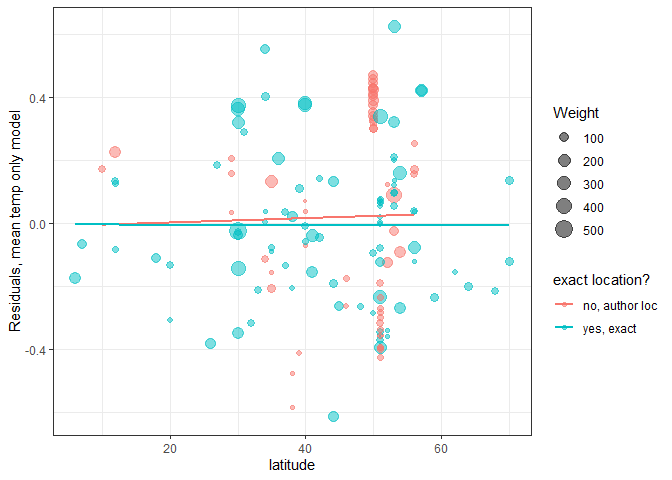 Residuals, mean temp only model
0.4
0.0
-0.4
20
40
60
latitude
Weight
100
200
300
400
500
exact location?
no, author loc
yes, exact